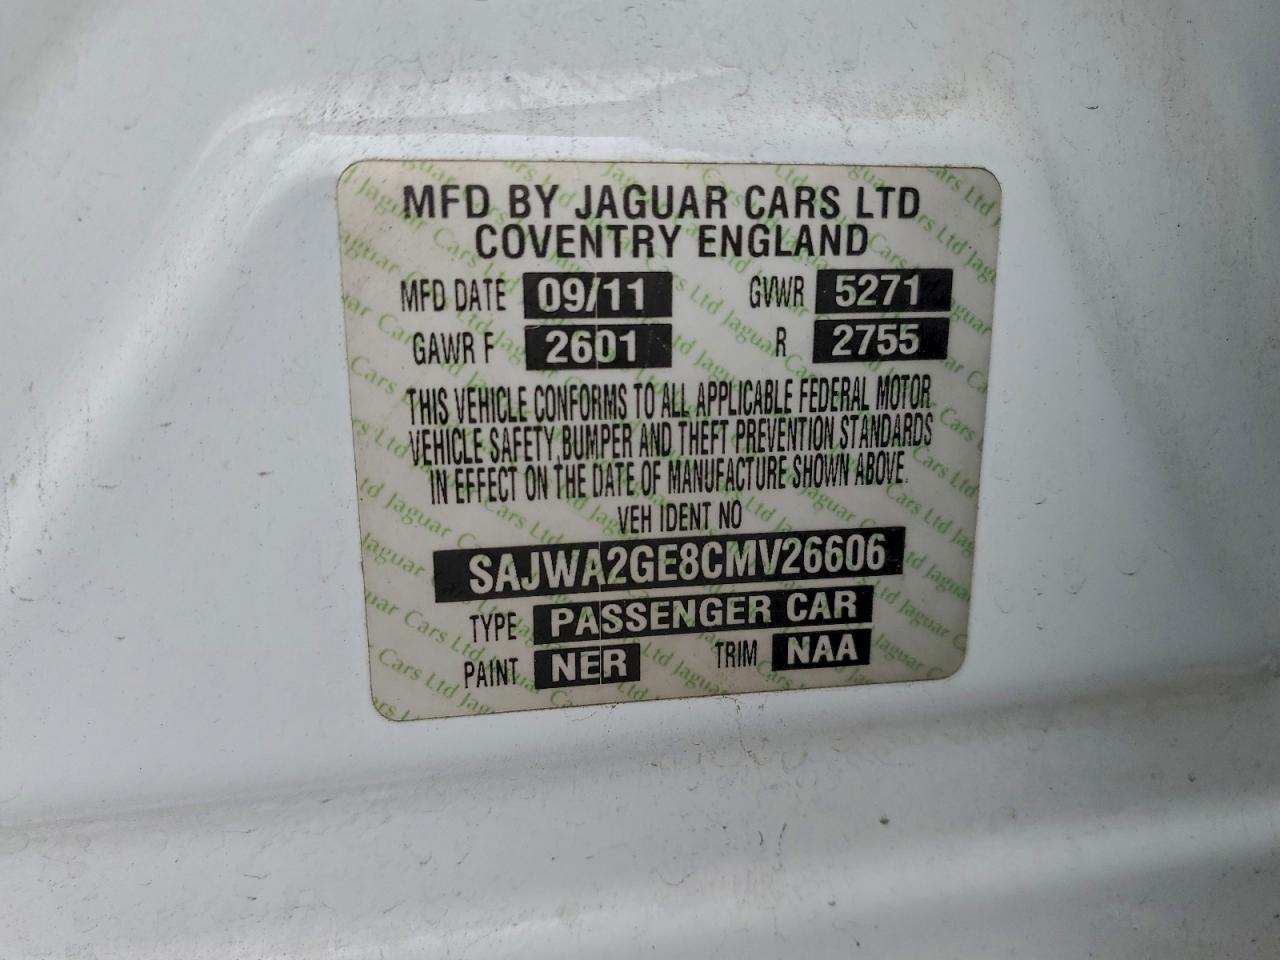 MFD BY JAGUAR CARS LTD
COVENTRY ENGLAND
MFD DATE 09/11 GVWR 5271
GAWR F 2601 R 2755
THIS VEHICLE CONFORMS TO ALL APPLICABLE FEDERAL MOTOR
VEHICLE SAFETY, BUMPER AND THEFT PREVENTION STANDARDS
IN EFFECT ON THE DATE OF MANUFACTURE SHOWN ABOVE.
VEH IDENT NO
SAJWA2GE8CMV26606
TYPE PASSENGER CAR
PAINT NER TRIM NAA